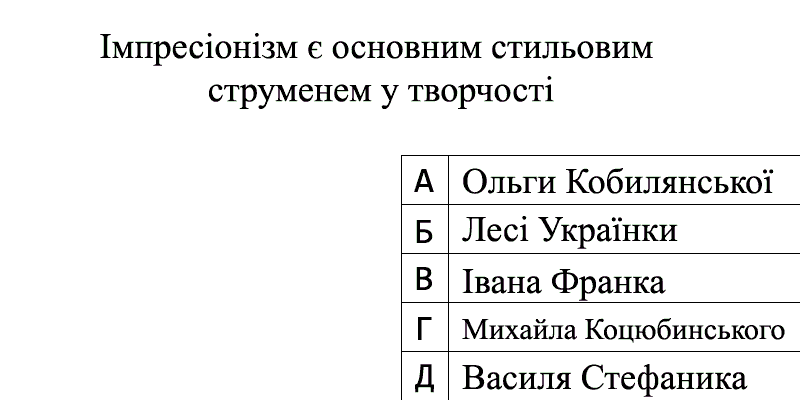 Імпресіонізм є основним стильовим
струменем у творчості
А Ольги Кобилянської
Б Лесі Українки
В Івана Франка
Г Михайла Коцюбинського
Д Василя Стефаника